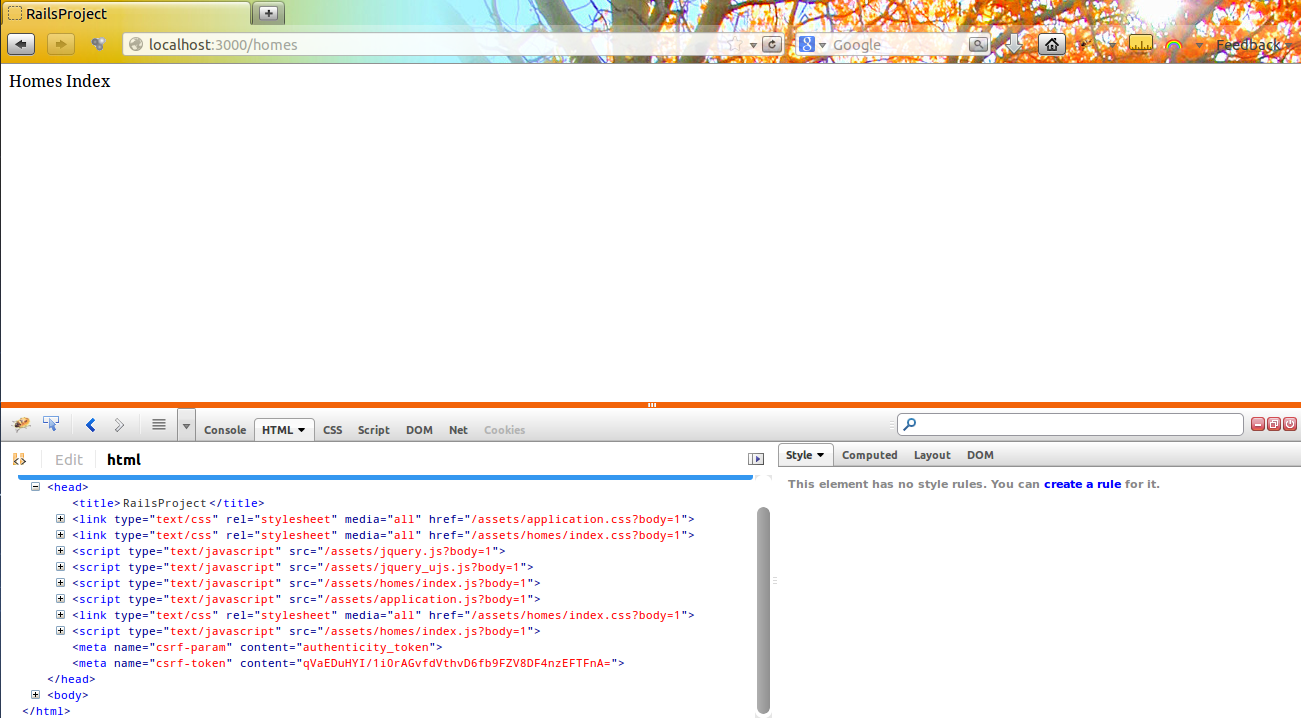 RailsProject
localhost:3000/homes
8
Google
Feedback
Homes Index
Console HTML CSS Script DOM Net Cookies
Edit html
Style Computed Layout DOM
This element has no style rules. You can create a rule for it.
<head>
<title>RailsProject</title>
<link type="text/css" rel="stylesheet" media="all" href="/assets/application.css?body=1">
<link type="text/css" rel="stylesheet" media="all" href="/assets/homes/index.css?body=1">
<script type="text/javascript" src="/assets/jquery.js?body=1">
<script type="text/javascript" src="/assets/jquery_ujs.js?body=1">
<script type="text/javascript" src="/assets/homes/index.js?body=1">
<script type="text/javascript" src="/assets/application.js?body=1">
<link type="text/css" rel="stylesheet" media="all" href="/assets/homes/index.css?body=1">
<script type="text/javascript" src="/assets/homes/index.js?body=1">
<meta name="csrf-param" content="authenticity_token">
<meta name="csrf-token" content="qVaEDuHYI/1iOrAGvfdVthvD6fb9FZV8DF4nzEFTFnA=">
</head>
<body>
</html>